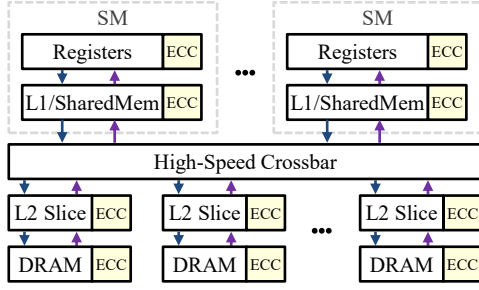 SM SM
Registers ECC Registers ECC
•••
L1/SharedMem ECC L1/SharedMem ECC
High-Speed Crossbar
L2 Slice ECC L2 Slice ECC L2 Slice ECC
•••
DRAM ECC DRAM ECC DRAM ECC